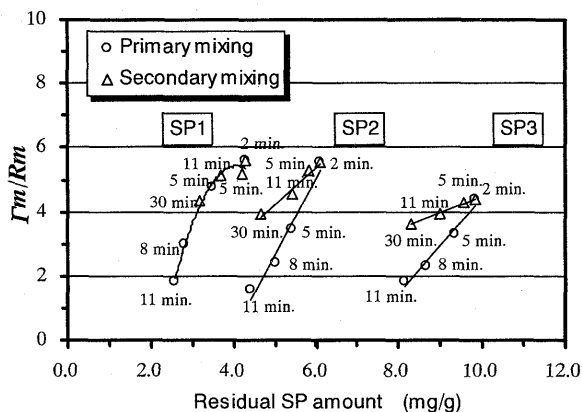 10
8
6
4
2
0
Γm/Rm
Primary mixing
Secondary mixing
SP1
SP2
SP3
2 min.
11 min.
5 min.
5 min.
30 min.
8 min.
11 min.
5 min.
2 min.
11 min.
30 min.
5 min.
8 min.
11 min.
5 min.
2 min.
11 min.
30 min.
5 min.
8 min.
11 min.
0.0 2.0 4.0 6.0 8.0 10.0 12.0
Residual SP amount (mg/g)